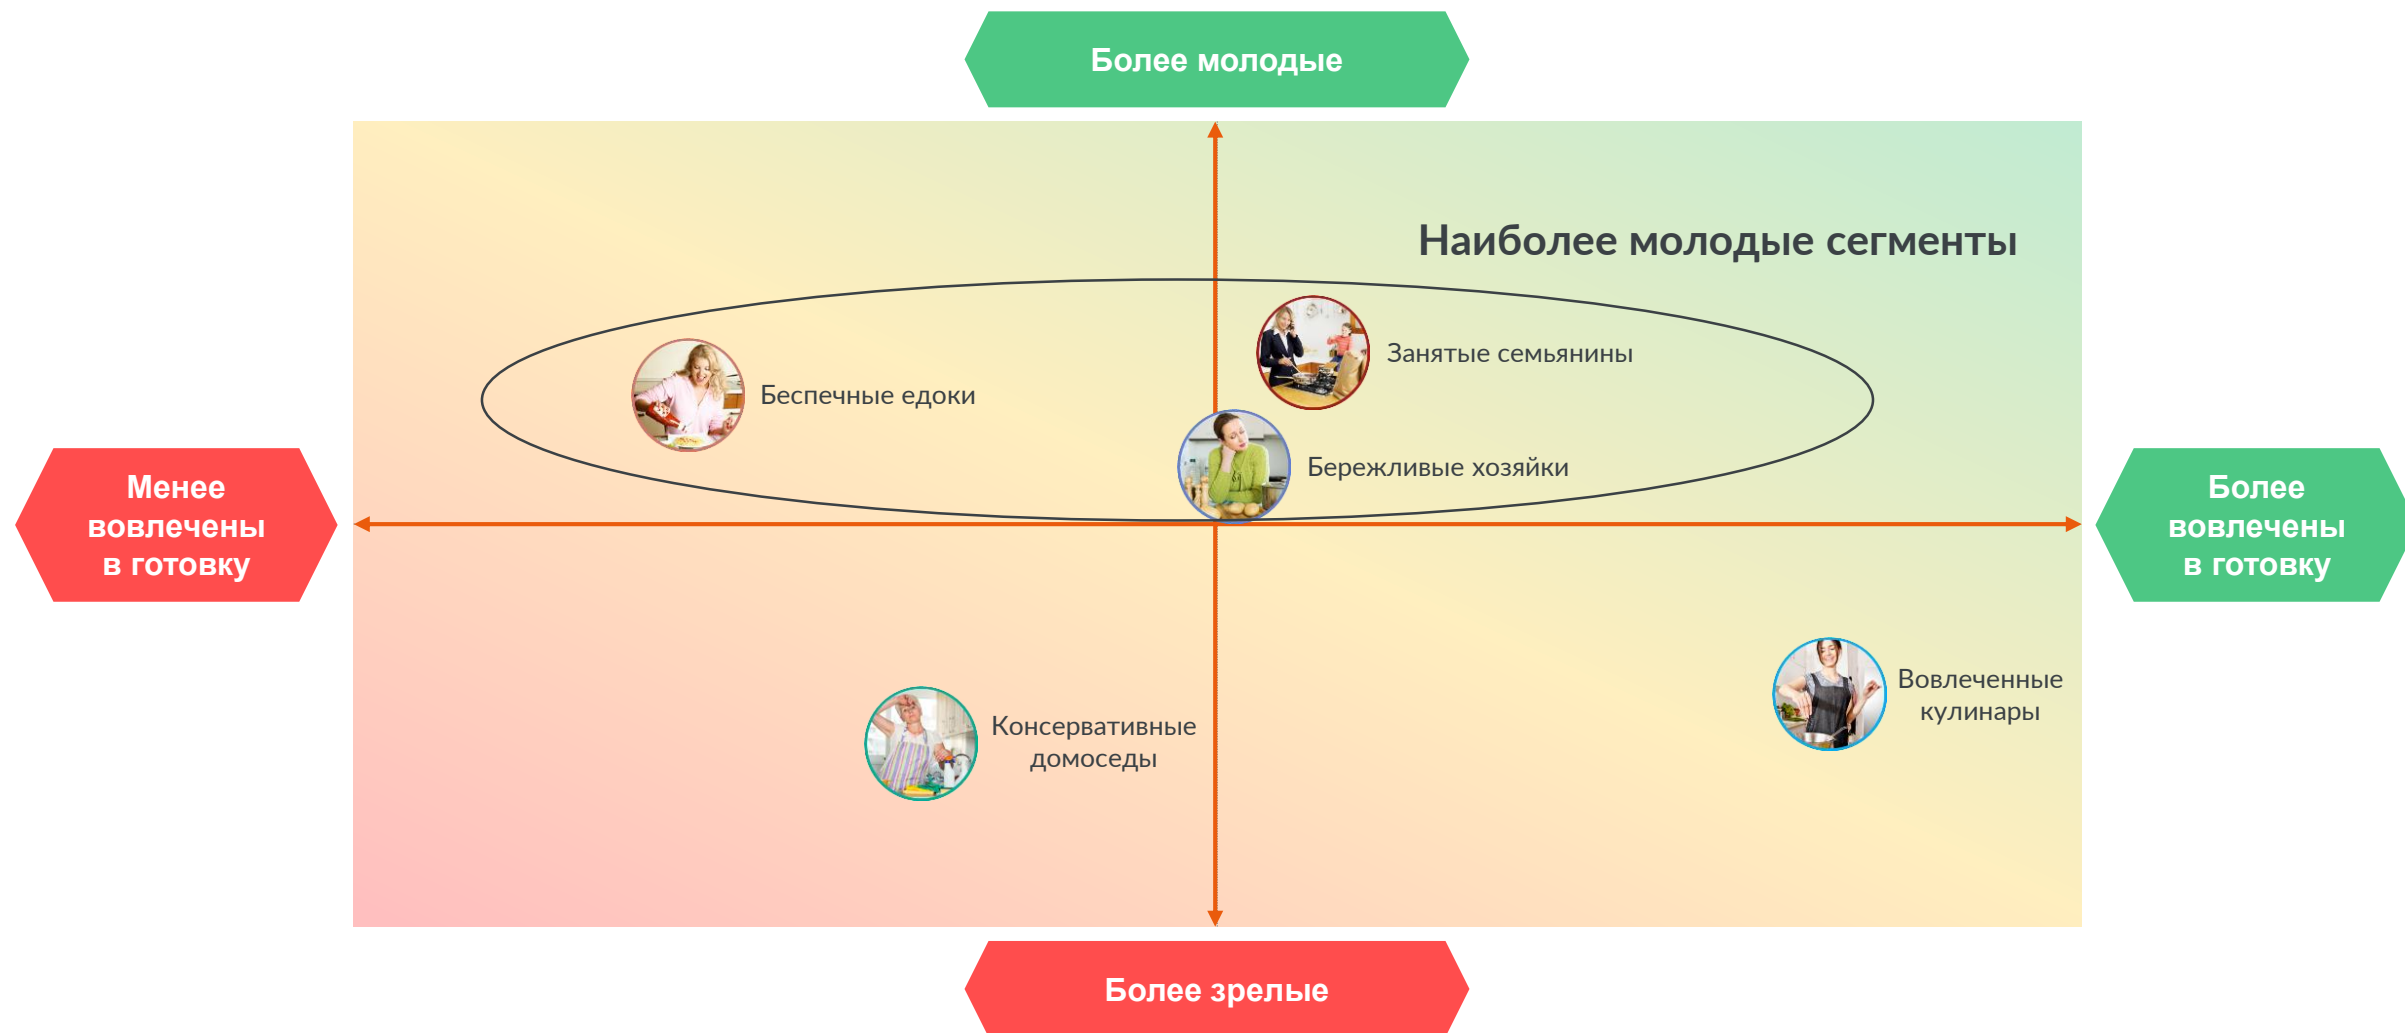 Более молодые
Наиболее молодые сегменты
Занятые семьянины
Беспечные едоки
Бережливые хозяйки
Менее
вовлечены
в готовку
Более
вовлечены
в готовку
Вовлеченные
кулинары
Консервативные
домоседы
Более зрелые